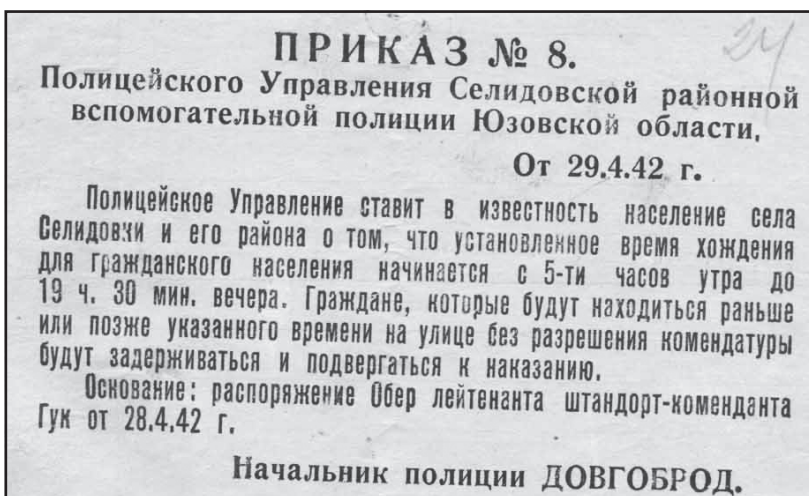 24
ПРИКАЗ № 8.
Полицейского Управления Селидовской районной
вспомогательной полиции Юзовской области.
От 29.4.42 г.
Полицейское Управление ставит в известность население села
Селидовки и его района о том, что установленное время хождения
для гражданского населения начинается с 5-ти часов утра до
19 ч. 30 мин. вечера. Граждане, которые будут находиться раньше
или позже указанного времени на улице без разрешения комендатуры
будут задерживаться и подвергаться к наказанию.
Основание: распоряжение Обер лейтенанта штандорт-коменданта
Гук от 28.4.42 г.
Начальник полиции ДОВГОБРОД.